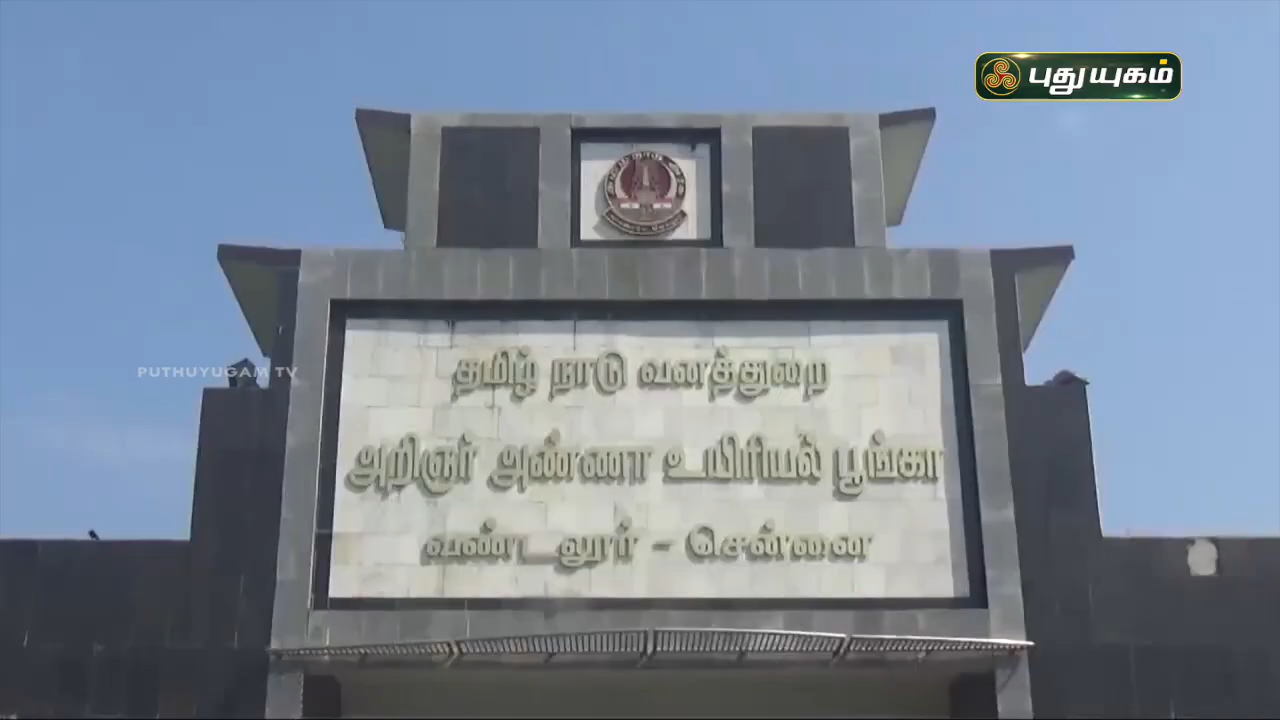 புதுயுகம்
PUTHUYUGAM TV
தமிழ் நாடு வனத்துறை
அறிஞர் அண்ணா உயிரியல் பூங்கா
வண்டலூர் - சென்னை